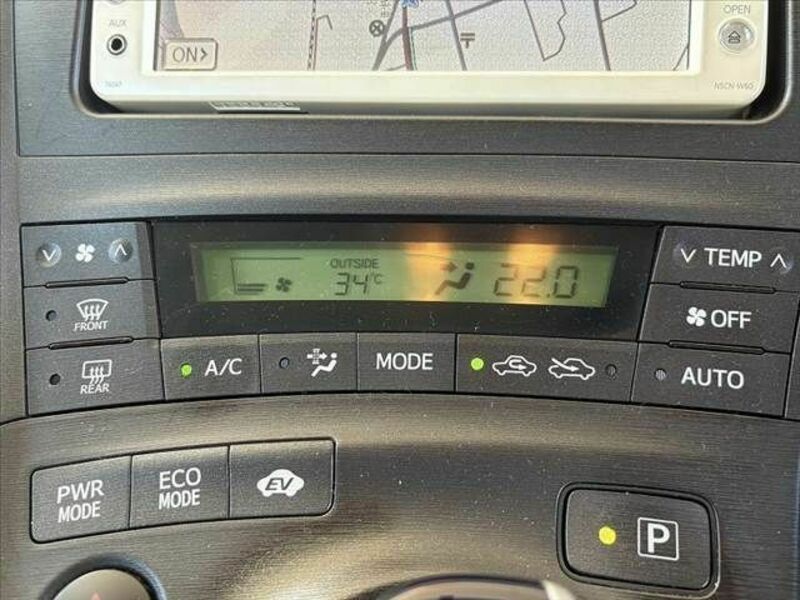 AUX
OPEN
ON>
NSCN-W60
OUTSIDE
34°C
22.0
TEMP
FRONT
OFF
REAR
A/C
MODE
AUTO
PWR
MODE
ECO
MODE
EV
P